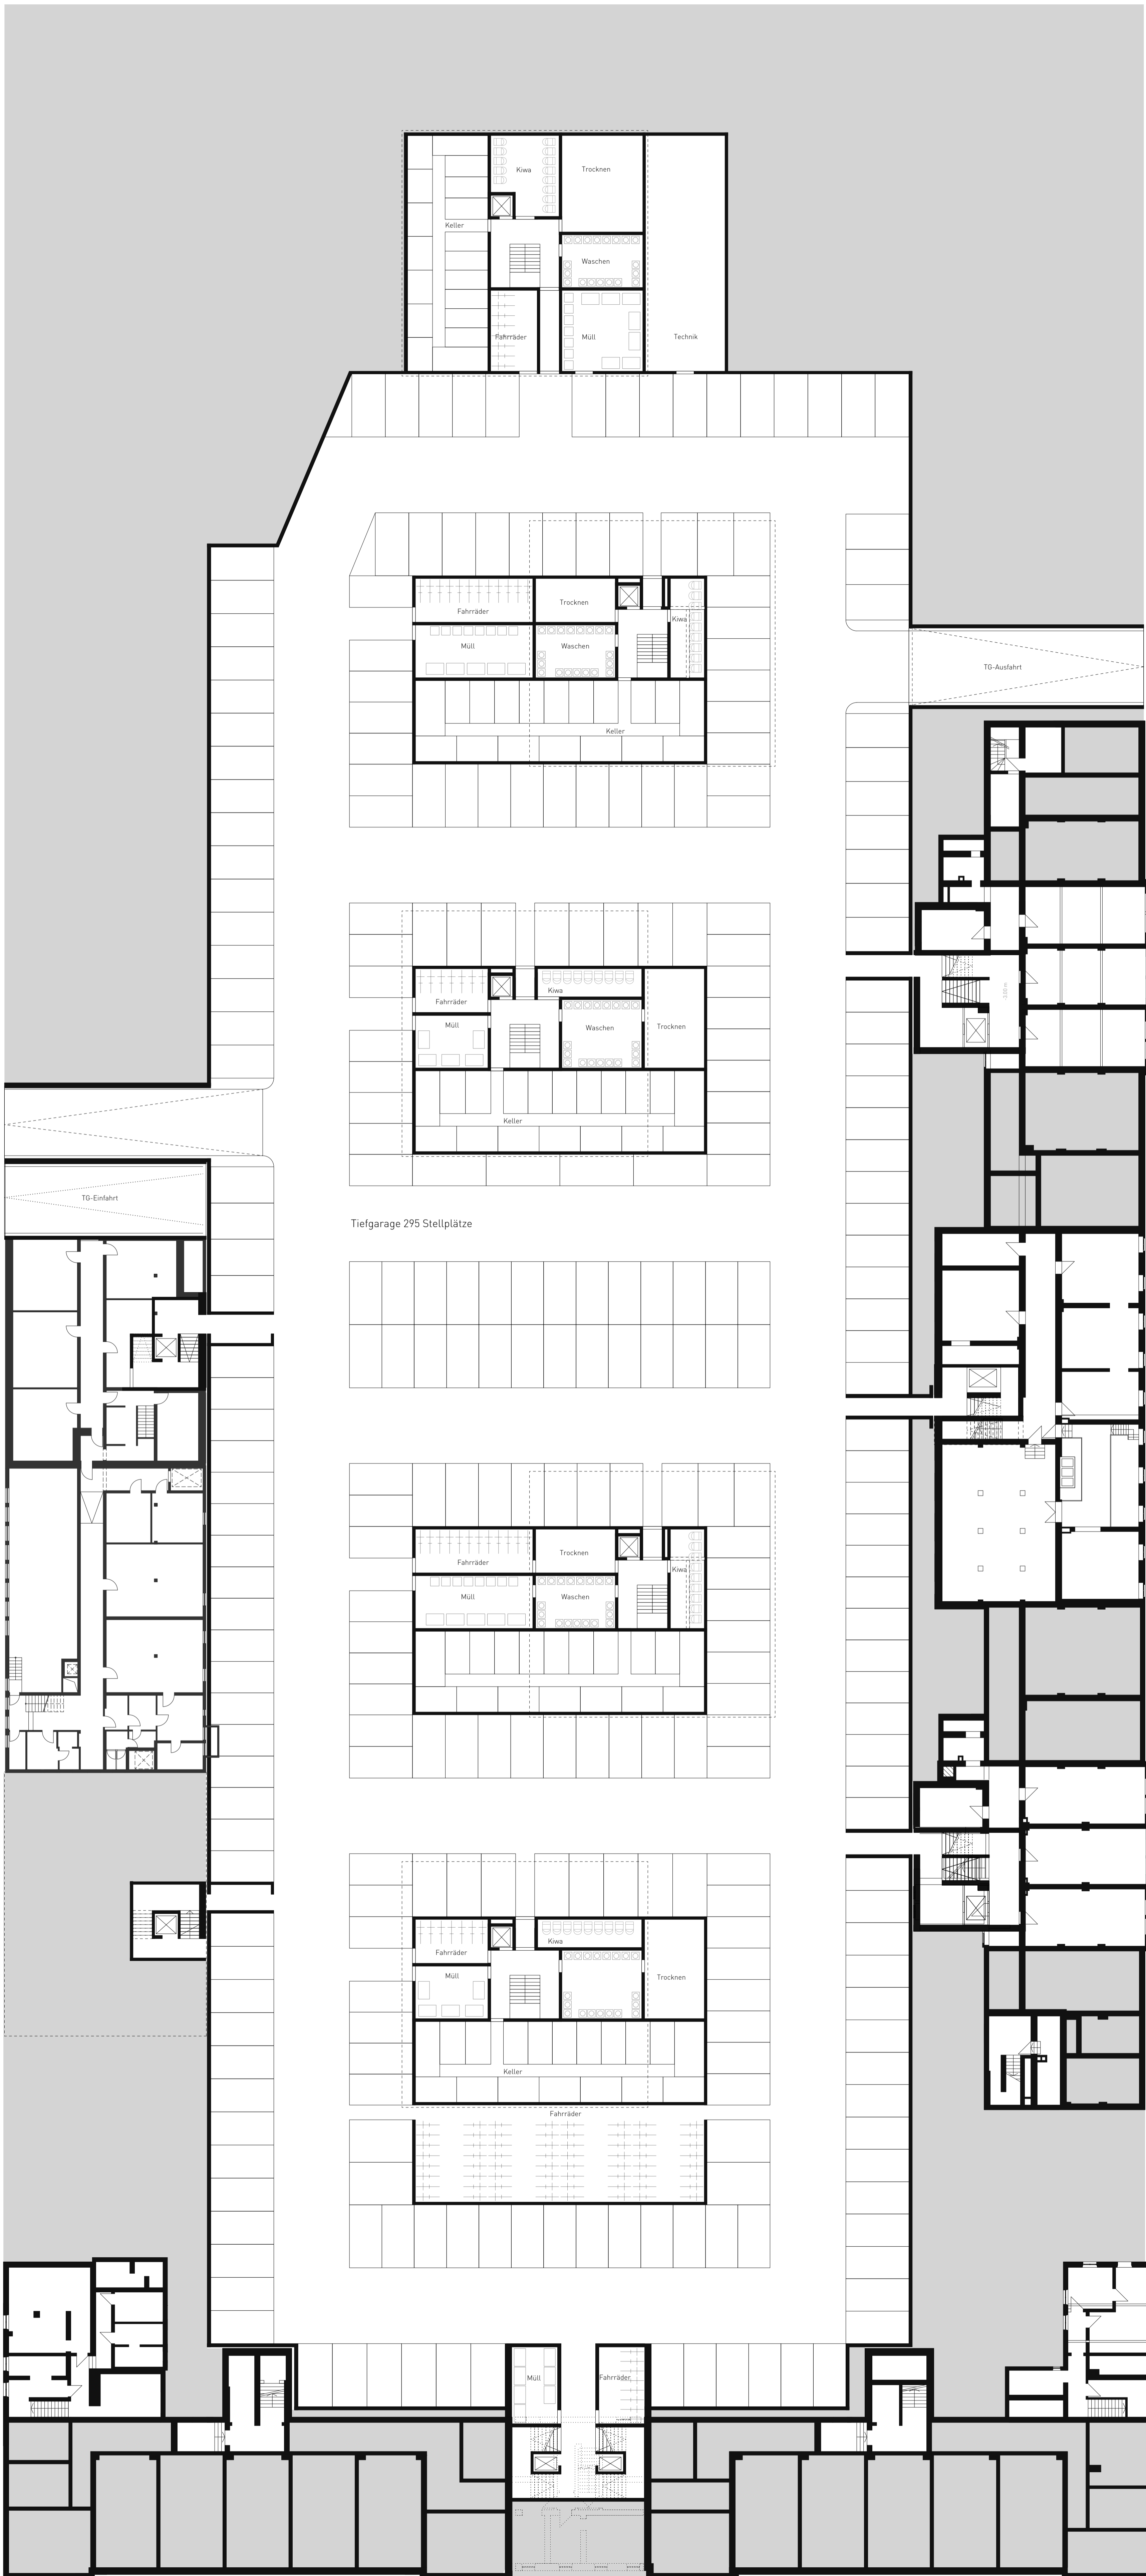 Kiwa
Trocknen
Keller
Waschen
Fahrräder
Müll
Technik
Trocknen
Fahrräder
Kiwa
Müll
Waschen
TG-Ausfahrt
Keller
Kiwa
Fahrräder
Müll
Waschen
Trocknen
Keller
TG-Einfahrt
Tiefgarage 295 Stellplätze
Trocknen
Fahrräder
Kiwa
Müll
Waschen
Kiwa
Fahrräder
Müll
Trocknen
Keller
Fahrräder
Müll
Fahrräder